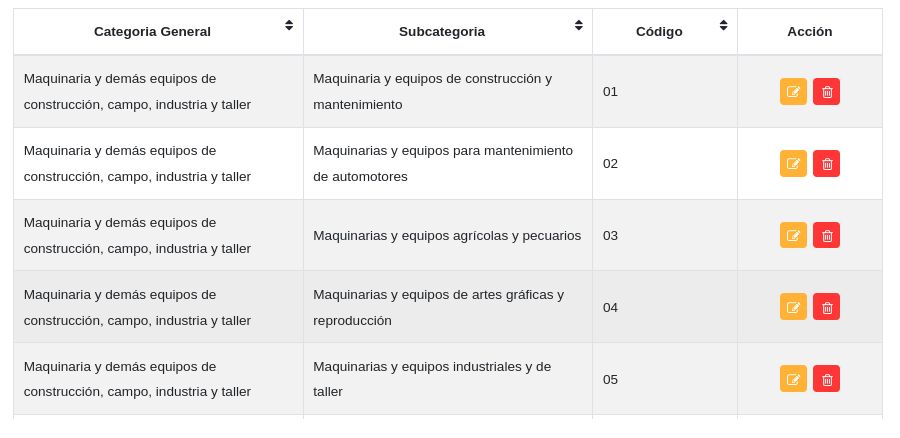 Categoria General Subcategoria Código Acción
Maquinaria y demás equipos de
construcción, campo, industria y taller
Maquinaria y equipos de construcción y
mantenimiento
01
Maquinaria y demás equipos de
construcción, campo, industria y taller
Maquinarias y equipos para mantenimiento
de automotores
02
Maquinaria y demás equipos de
construcción, campo, industria y taller
Maquinarias y equipos agrícolas y pecuarios
03
Maquinaria y demás equipos de
construcción, campo, industria y taller
Maquinarias y equipos de artes gráficas y
reproducción
04
Maquinaria y demás equipos de
construcción, campo, industria y taller
Maquinarias y equipos industriales y de
taller
05